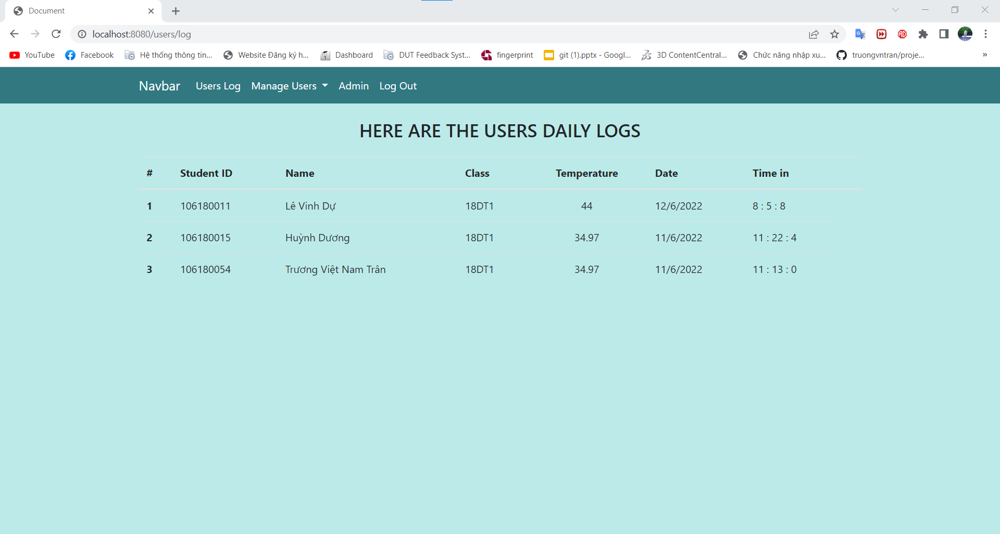 Document
localhost:8080/users/log
YouTube Facebook Hệ thống thông tin... Website Đăng ký h... Dashboard DUT Feedback Syst... fingerprint git (1).pptx - Googl... 3D ContentCentral... Chức năng nhập xu... truongvntran/proje... »
Navbar Users Log Manage Users Admin Log Out
HERE ARE THE USERS DAILY LOGS
# Student ID Name Class Temperature Date Time in
1 106180011 Lê Vinh Dự 18DT1 44 12/6/2022 8 : 5 : 8
2 106180015 Huỳnh Dương 18DT1 34.97 11/6/2022 11 : 22 : 4
3 106180054 Trương Việt Nam Trân 18DT1 34.97 11/6/2022 11 : 13 : 0